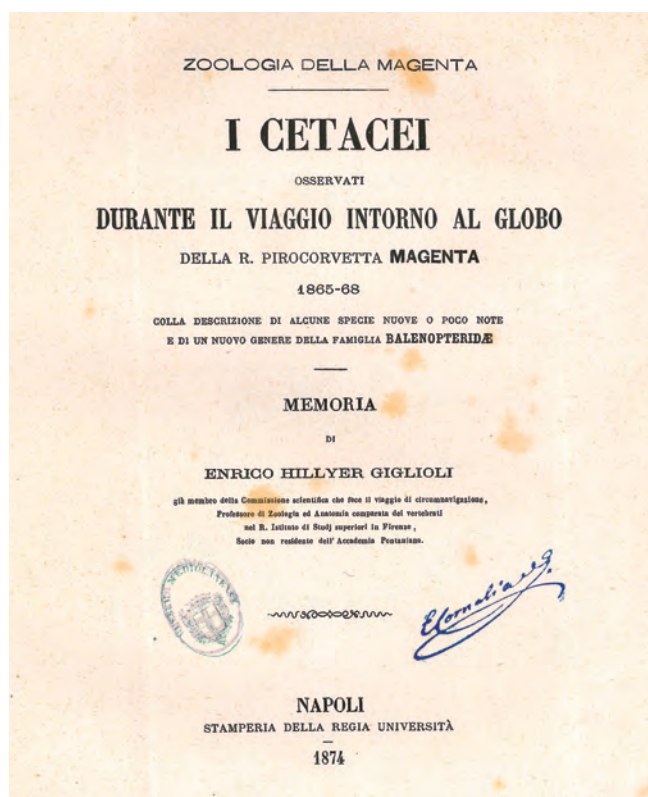 ZOOLOGIA DELLA MAGENTA
I CETACEI
OSSERVATI
DURANTE IL VIAGGIO INTORNO AL GLOBO
DELLA R. PIROCORVETTA MAGENTA
1865-68
COLLA DESCRIZIONE DI ALCUNE SPECIE NUOVE O POCO NOTE
E DI UN NUOVO GENERE DELLA FAMIGLIA BALENOPTERIDÆ
MEMORIA
DI
ENRICO HILLYER GIGLIOLI
già membro della Commissione scientifica che fece il viaggio di circumnavigazione,
Professore di Zoologia ed Anatomia comparata dei vertebrati
nel R. Istituto di Studj superiori in Firenze,
Socio non residente dell' Accademia Pontaniana.
E Cornalia
NAPOLI
STAMPERIA DELLA REGIA UNIVERSITÀ
1874